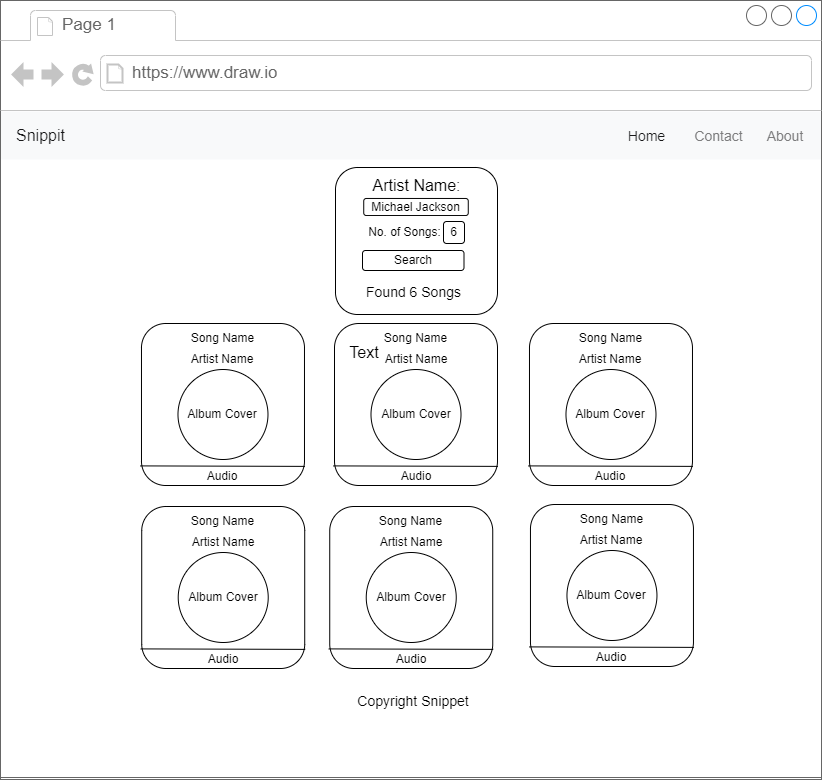 Page 1
https://www.draw.io
Snippit Home Contact About
Artist Name:
Michael Jackson
No. of Songs: 6
Search
Found 6 Songs
Song Name
Artist Name
Album Cover
Audio
Song Name
Text Artist Name
Album Cover
Audio
Song Name
Artist Name
Album Cover
Audio
Song Name
Artist Name
Album Cover
Audio
Song Name
Artist Name
Album Cover
Audio
Song Name
Artist Name
Album Cover
Audio
Copyright Snippet